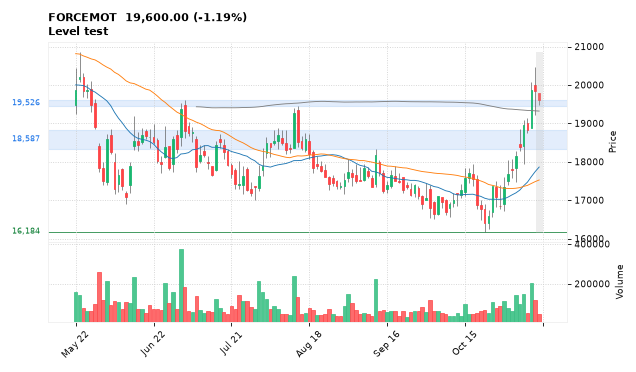 FORCEMOT 19,600.00 (-1.19%)
Level test
21000
20000
19,526
19000
18,587
18000
17000
16,184
16000
Price
400000
200000
Volume
May 22
Jun 22
Jul 21
Aug 18
Sep 16
Oct 15